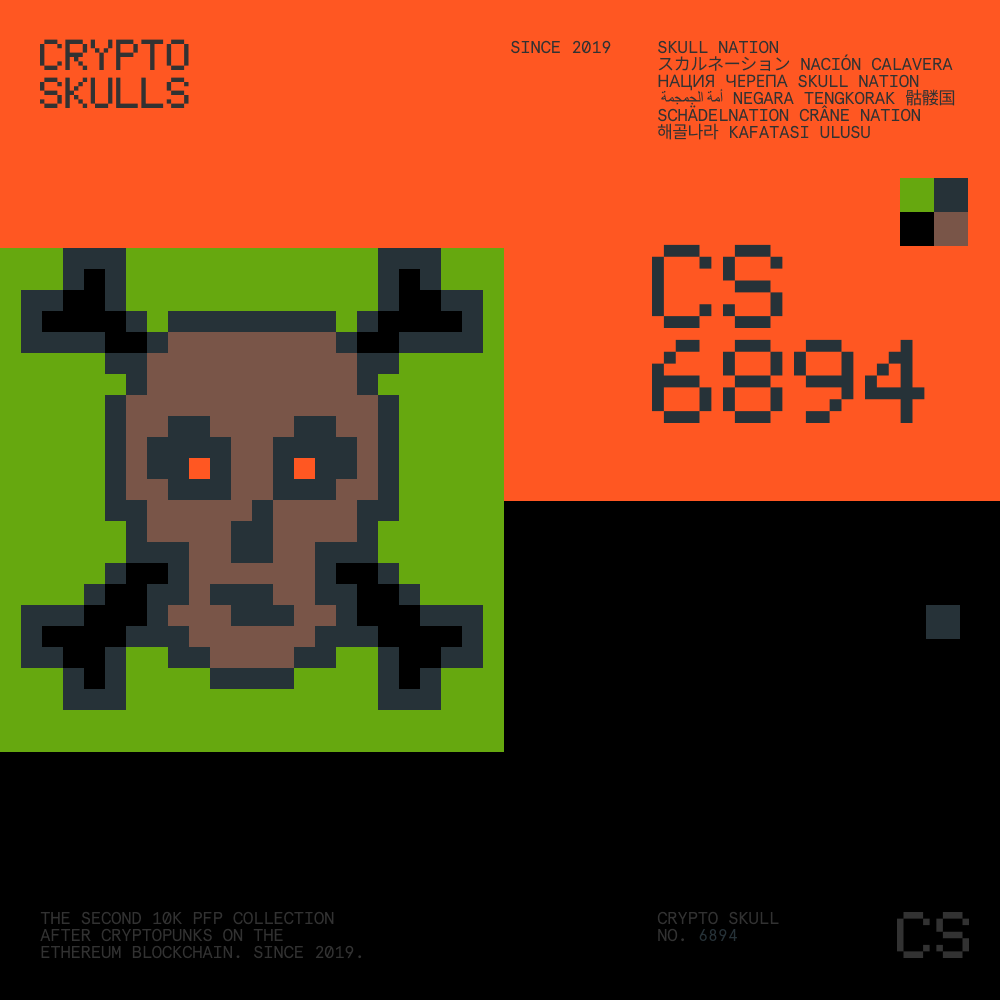 CRYPTO
SKULLS
SINCE 2019
SKULL NATION
スカルネーション NACIÓN CALAVERA
НАЦИЯ ЧЕРЕПА SKULL NATION
أمة الجمجمة NEGARA TENGKORAK 骷髅国
SCHÄDELNATION CRÂNE NATION
해골나라 KAFATASI ULUSU
CS
6894
THE SECOND 10K PFP COLLECTION
AFTER CRYPTOPUNKS ON THE
ETHEREUM BLOCKCHAIN. SINCE 2019.
CRYPTO SKULL
NO. 6894
CS